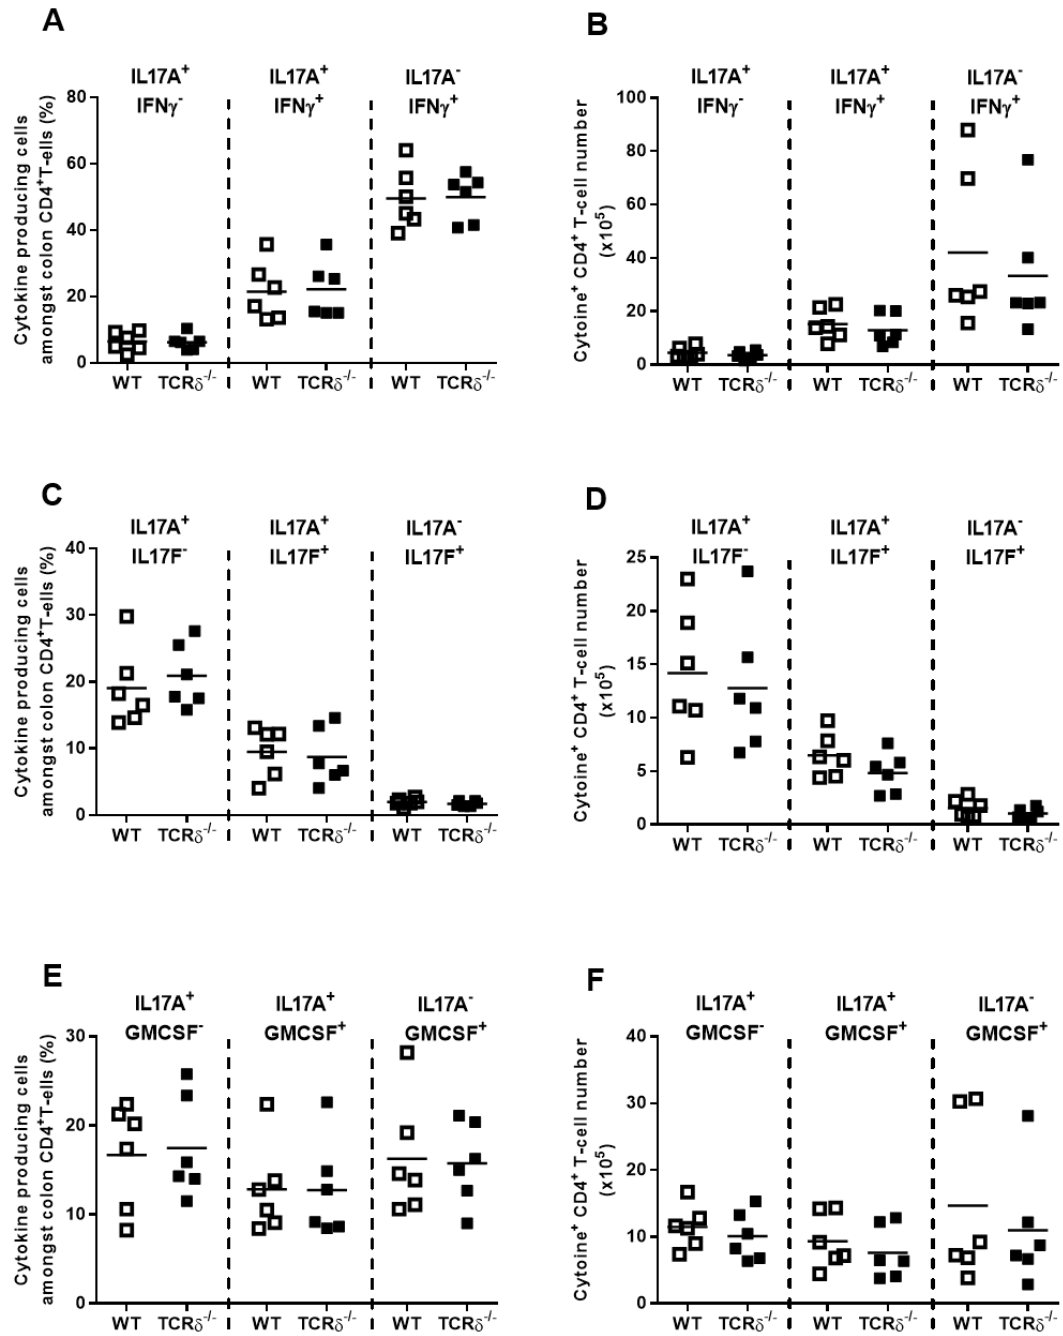 A
IL17A⁺ IL17A⁺ IL17A⁻
IFNγ⁻ IFNγ⁺ IFNγ⁺
Cytokine producing cells
amongst colon CD4⁺T-ells (%)
80
60
40
20
0
WT TCRδ⁻/⁻ WT TCRδ⁻/⁻ WT TCRδ⁻/⁻
B
IL17A⁺ IL17A⁺ IL17A⁻
IFNγ⁻ IFNγ⁺ IFNγ⁺
Cytoine⁺ CD4⁺ T-cell number
(x10⁵)
100
80
60
40
20
0
WT TCRδ⁻/⁻ WT TCRδ⁻/⁻ WT TCRδ⁻/⁻
C
IL17A⁺ IL17A⁺ IL17A⁻
IL17F⁻ IL17F⁺ IL17F⁺
Cytokine producing cells
amongst colon CD4⁺T-ells (%)
40
30
20
10
0
WT TCRδ⁻/⁻ WT TCRδ⁻/⁻ WT TCRδ⁻/⁻
D
IL17A⁺ IL17A⁺ IL17A⁻
IL17F⁻ IL17F⁺ IL17F⁺
Cytoine⁺ CD4⁺ T-cell number
(x10⁵)
25
20
15
10
5
0
WT TCRδ⁻/⁻ WT TCRδ⁻/⁻ WT TCRδ⁻/⁻
E
IL17A⁺ IL17A⁺ IL17A⁻
GMCSF⁻ GMCSF⁺ GMCSF⁺
Cytokine producing cells
amongst colon CD4⁺T-ells (%)
30
20
10
0
WT TCRδ⁻/⁻ WT TCRδ⁻/⁻ WT TCRδ⁻/⁻
F
IL17A⁺ IL17A⁺ IL17A⁻
GMCSF⁻ GMCSF⁺ GMCSF⁺
Cytoine⁺ CD4⁺ T-cell number
(x10⁵)
40
30
20
10
0
WT TCRδ⁻/⁻ WT TCRδ⁻/⁻ WT TCRδ⁻/⁻